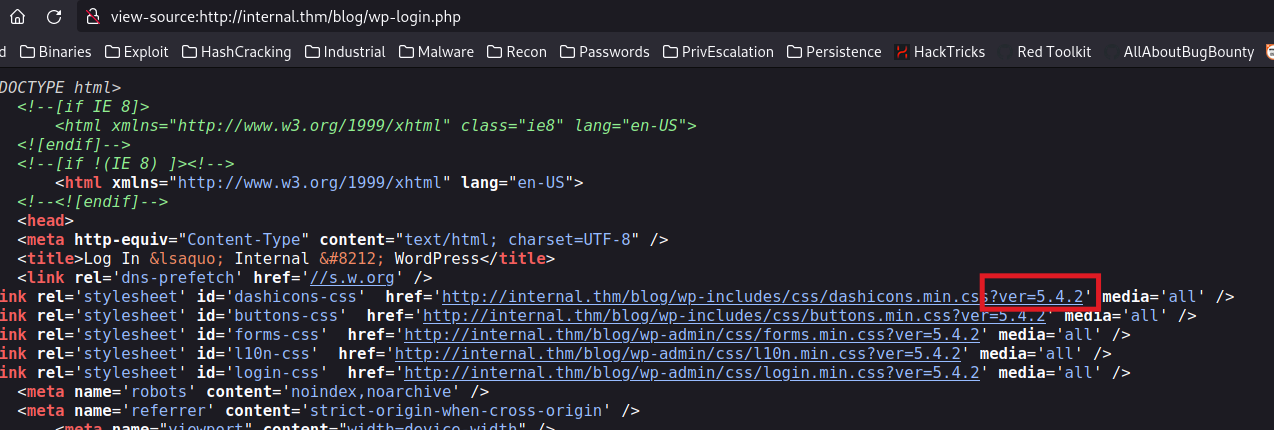 view-source:http://internal.thm/blog/wp-login.php
d Binaries Exploit HashCracking Industrial Malware Recon Passwords PrivEscalation Persistence HackTricks Red Toolkit AllAboutBugBounty
DOCTYPE html>
<!--[if IE 8]>
<html xmlns="http://www.w3.org/1999/xhtml" class="ie8" lang="en-US">
<![endif]-->
<!--[if !(IE 8) ]><!-->
<html xmlns="http://www.w3.org/1999/xhtml" lang="en-US">
<!--<![endif]-->
<head>
<meta http-equiv="Content-Type" content="text/html; charset=UTF-8" />
<title>Log In &lsaquo; Internal &#8212; WordPress</title>
<link rel='dns-prefetch' href='//s.w.org' />
ink rel='stylesheet' id='dashicons-css'  href='http://internal.thm/blog/wp-includes/css/dashicons.min.css?ver=5.4.2' media='all' />
ink rel='stylesheet' id='buttons-css'  href='http://internal.thm/blog/wp-includes/css/buttons.min.css?ver=5.4.2' media='all' />
ink rel='stylesheet' id='forms-css'  href='http://internal.thm/blog/wp-admin/css/forms.min.css?ver=5.4.2' media='all' />
ink rel='stylesheet' id='l10n-css'  href='http://internal.thm/blog/wp-admin/css/l10n.min.css?ver=5.4.2' media='all' />
ink rel='stylesheet' id='login-css'  href='http://internal.thm/blog/wp-admin/css/login.min.css?ver=5.4.2' media='all' />
<meta name='robots' content='noindex,noarchive' />
<meta name='referrer' content='strict-origin-when-cross-origin' />
<meta name="viewport" content="width=device-width" />